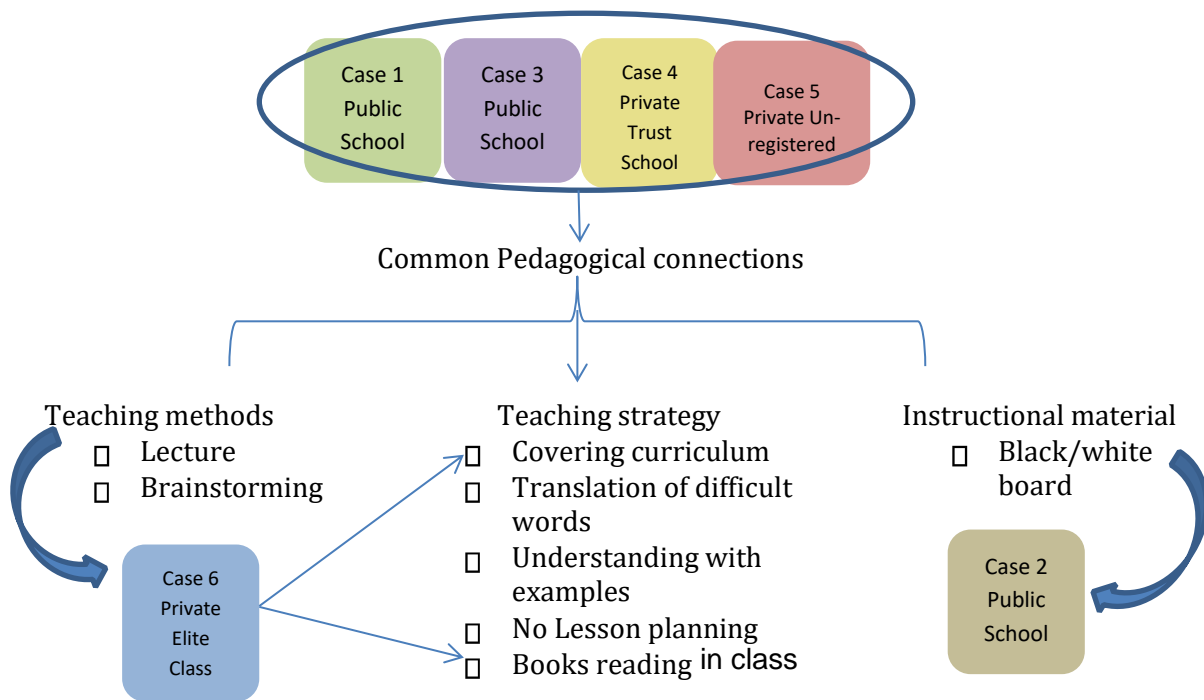 Case 1
Public
School
Case 3
Public
School
Case 4
Private
Trust
School
Case 5
Private Un-
registered
Common Pedagogical connections
Teaching methods
Lecture
Brainstorming
Teaching strategy
Covering curriculum
Translation of difficult
words
Understanding with
examples
No Lesson planning
Books reading in class
Instructional material
Black/white
board
Case 6
Private
Elite
Class
Case 2
Public
School